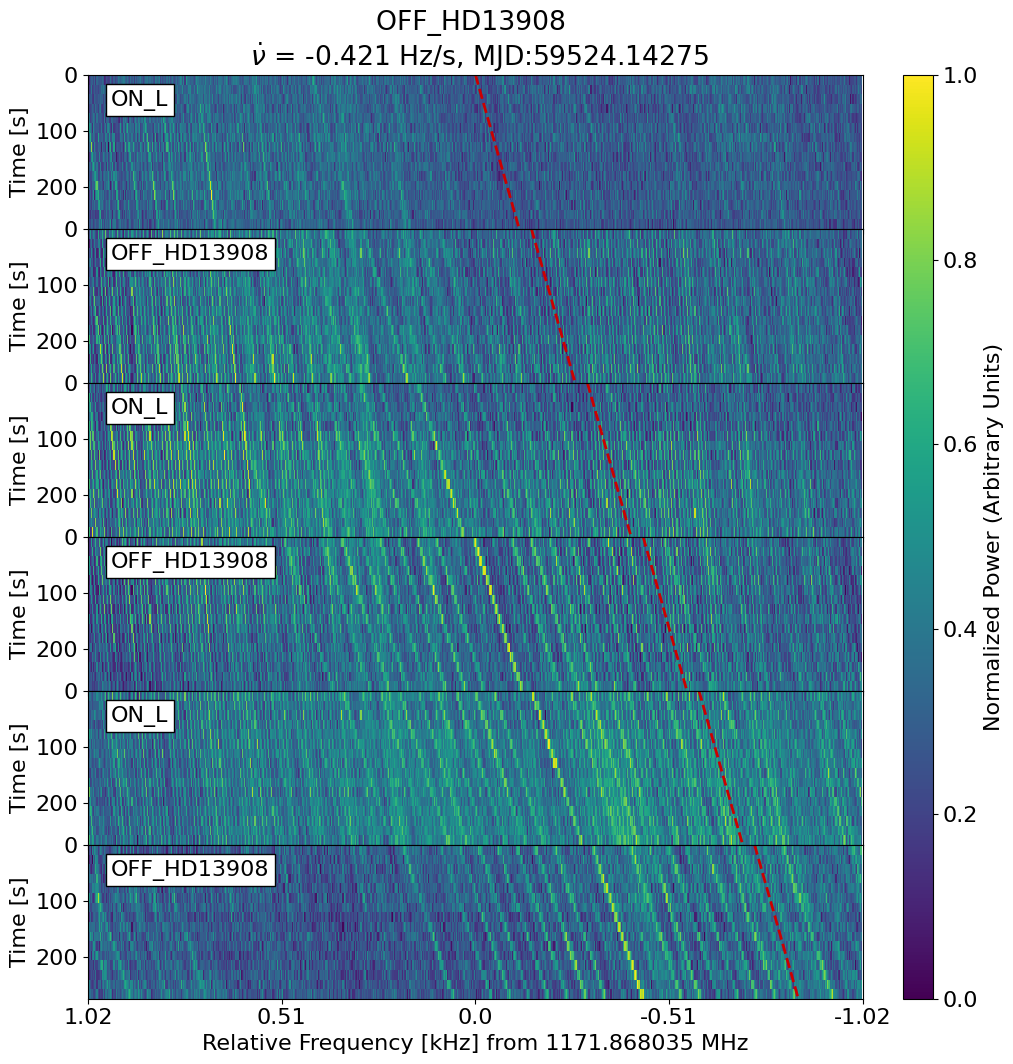 OFF_HD13908
ν̇ = -0.421 Hz/s, MJD:59524.14275
ON_L
OFF_HD13908
ON_L
OFF_HD13908
ON_L
OFF_HD13908
Time [s]
0
100
200
Time [s]
0
100
200
Time [s]
0
100
200
Time [s]
0
100
200
Time [s]
0
100
200
Time [s]
0
100
200
1.02 0.51 0.0 -0.51 -1.02
Relative Frequency [kHz] from 1171.868035 MHz
1.0
0.8
0.6
0.4
0.2
0.0
Normalized Power (Arbitrary Units)